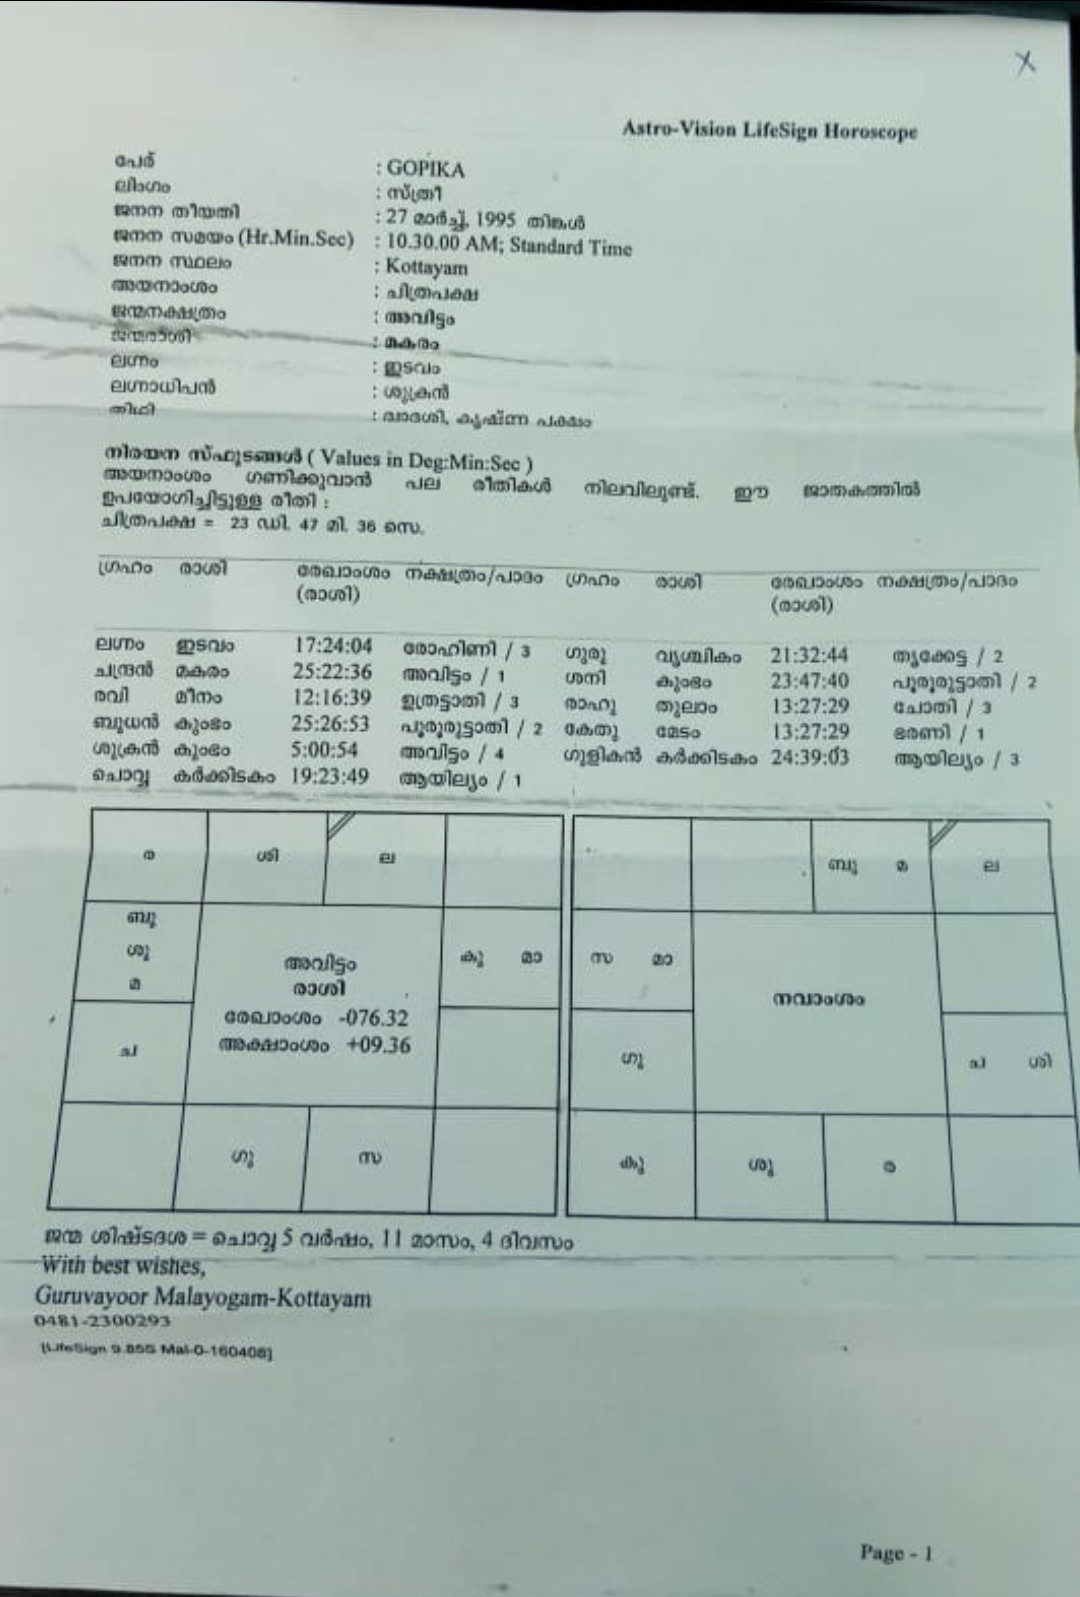 x
Astro-Vision LifeSign Horoscope
പേര് : GOPIKA
ലിംഗം : സ്ത്രീ
ജനന തീയതി : 27 മാർച്ച്, 1995 തിങ്കൾ
ജനന സമയം (Hr.Min.Sec) : 10.30.00 AM; Standard Time
ജനന സ്ഥലം : Kottayam
അയനാംശം : ചിത്രപക്ഷ
ജന്മനക്ഷത്രം : അവിട്ടം
ജന്മരാശി : മകരം
ലഗ്നം : ഇടവം
ലഗ്നാധിപൻ : ശുക്രൻ
തിഥി : ദ്വാദശി, കൃഷ്ണ പക്ഷം
നിരയന സ്ഫുടങ്ങൾ ( Values in Deg:Min:Sec )
അയനാംശം ഗണിക്കുവാൻ പല രീതികൾ നിലവിലുണ്ട്. ഈ ജാതകത്തിൽ
ഉപയോഗിച്ചിട്ടുള്ള രീതി :
ചിത്രപക്ഷ = 23 ഡി. 47 മി. 36 സെ.
ഗ്രഹം രാശി രേഖാംശം നക്ഷത്രം/പാദം ഗ്രഹം രാശി രേഖാംശം നക്ഷത്രം/പാദം
(രാശി) (രാശി)
ലഗ്നം ഇടവം 17:24:04 രോഹിണി / 3 ഗുരു വൃശ്ചികം 21:32:44 തൃക്കേട്ട / 2
ചന്ദ്രൻ മകരം 25:22:36 അവിട്ടം / 1 ശനി കുംഭം 23:47:40 പൂരുരുട്ടാതി / 2
രവി മീനം 12:16:39 ഉത്രട്ടാതി / 3 രാഹു തുലാം 13:27:29 ചോതി / 3
ബുധൻ കുംഭം 25:26:53 പൂരുരുട്ടാതി / 2 കേതു മേടം 13:27:29 ഭരണി / 1
ശുക്രൻ കുംഭം 5:00:54 അവിട്ടം / 4 ഗുളികൻ കർക്കിടകം 24:39:03 ആയില്യം / 3
ചൊവ്വ കർക്കിടകം 19:23:49 ആയില്യം / 1
ര ശി ല ബു മ ല
ബു
ശു
മ
കു മാ സ മാ
അവിട്ടം
രാശി
രേഖാംശം -076.32
അക്ഷാംശം +09.36
നവാംശം
ച ഗു ച ശി
ഗു സ കു ശു ര
ജന്മ ശിഷ്ടദശ = ചൊവ്വ 5 വർഷം, 11 മാസം, 4 ദിവസം
With best wishes,
Guruvayoor Malayogam-Kottayam
0481-2300293
[LifeSign 9.85S Mal-0-160408]
Page - 1